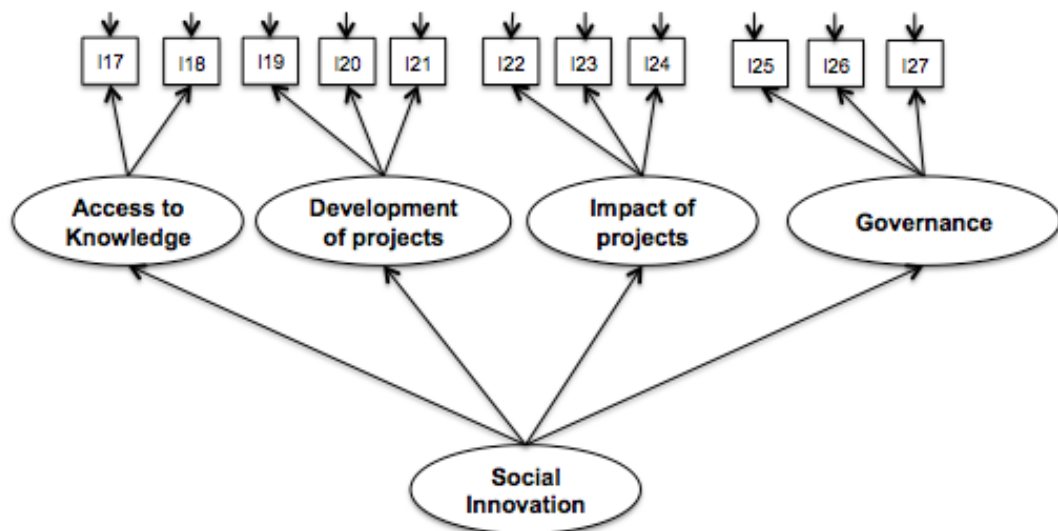 I17 I18 I19 I20 I21 I22 I23 I24 I25 I26 I27
Access to
Knowledge
Development
of projects
Impact of
projects
Governance
Social
Innovation